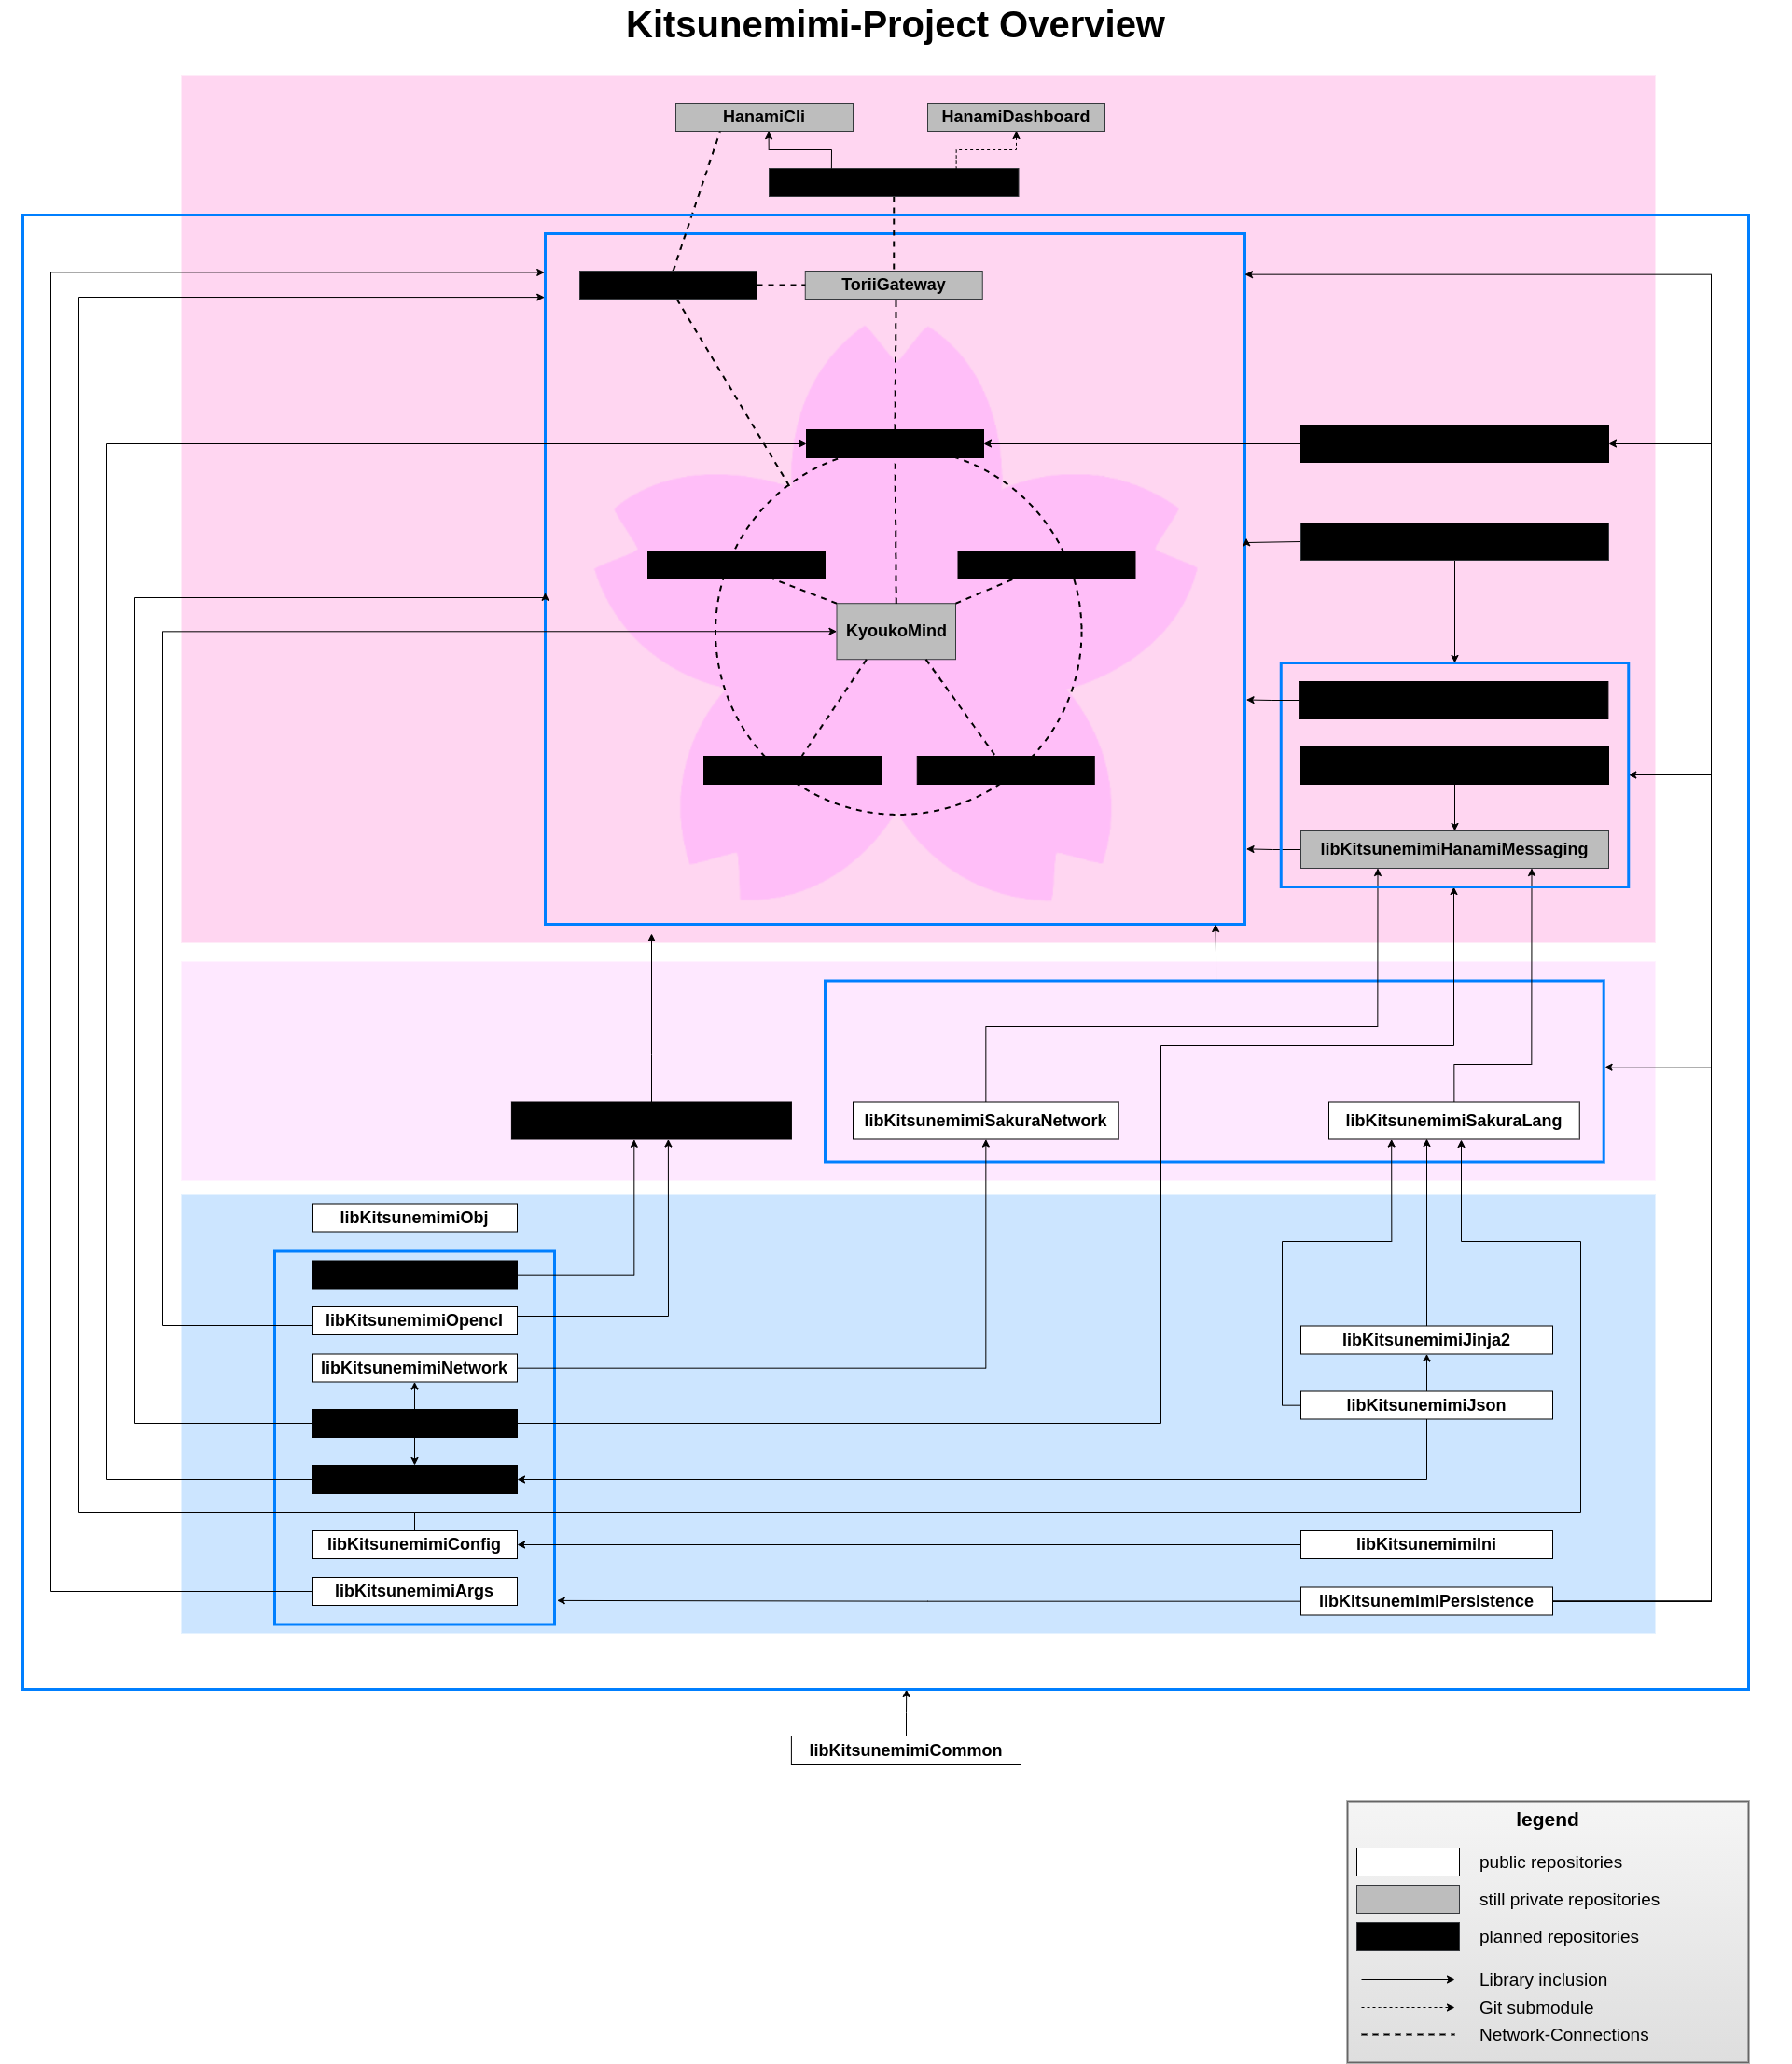 Kitsunemimi-Project Overview
HanamiCli
HanamiDashboard
ToriiGateway
KyoukoMind
libKitsunemimiHanamiMessaging
libKitsunemimiSakuraNetwork
libKitsunemimiSakuraLang
libKitsunemimiObj
libKitsunemimiOpencl
libKitsunemimiJinja2
libKitsunemimiNetwork
libKitsunemimiJson
libKitsunemimiConfig
libKitsunemimiIni
libKitsunemimiArgs
libKitsunemimiPersistence
libKitsunemimiCommon
legend
public repositories
still private repositories
planned repositories
Library inclusion
Git submodule
Network-Connections